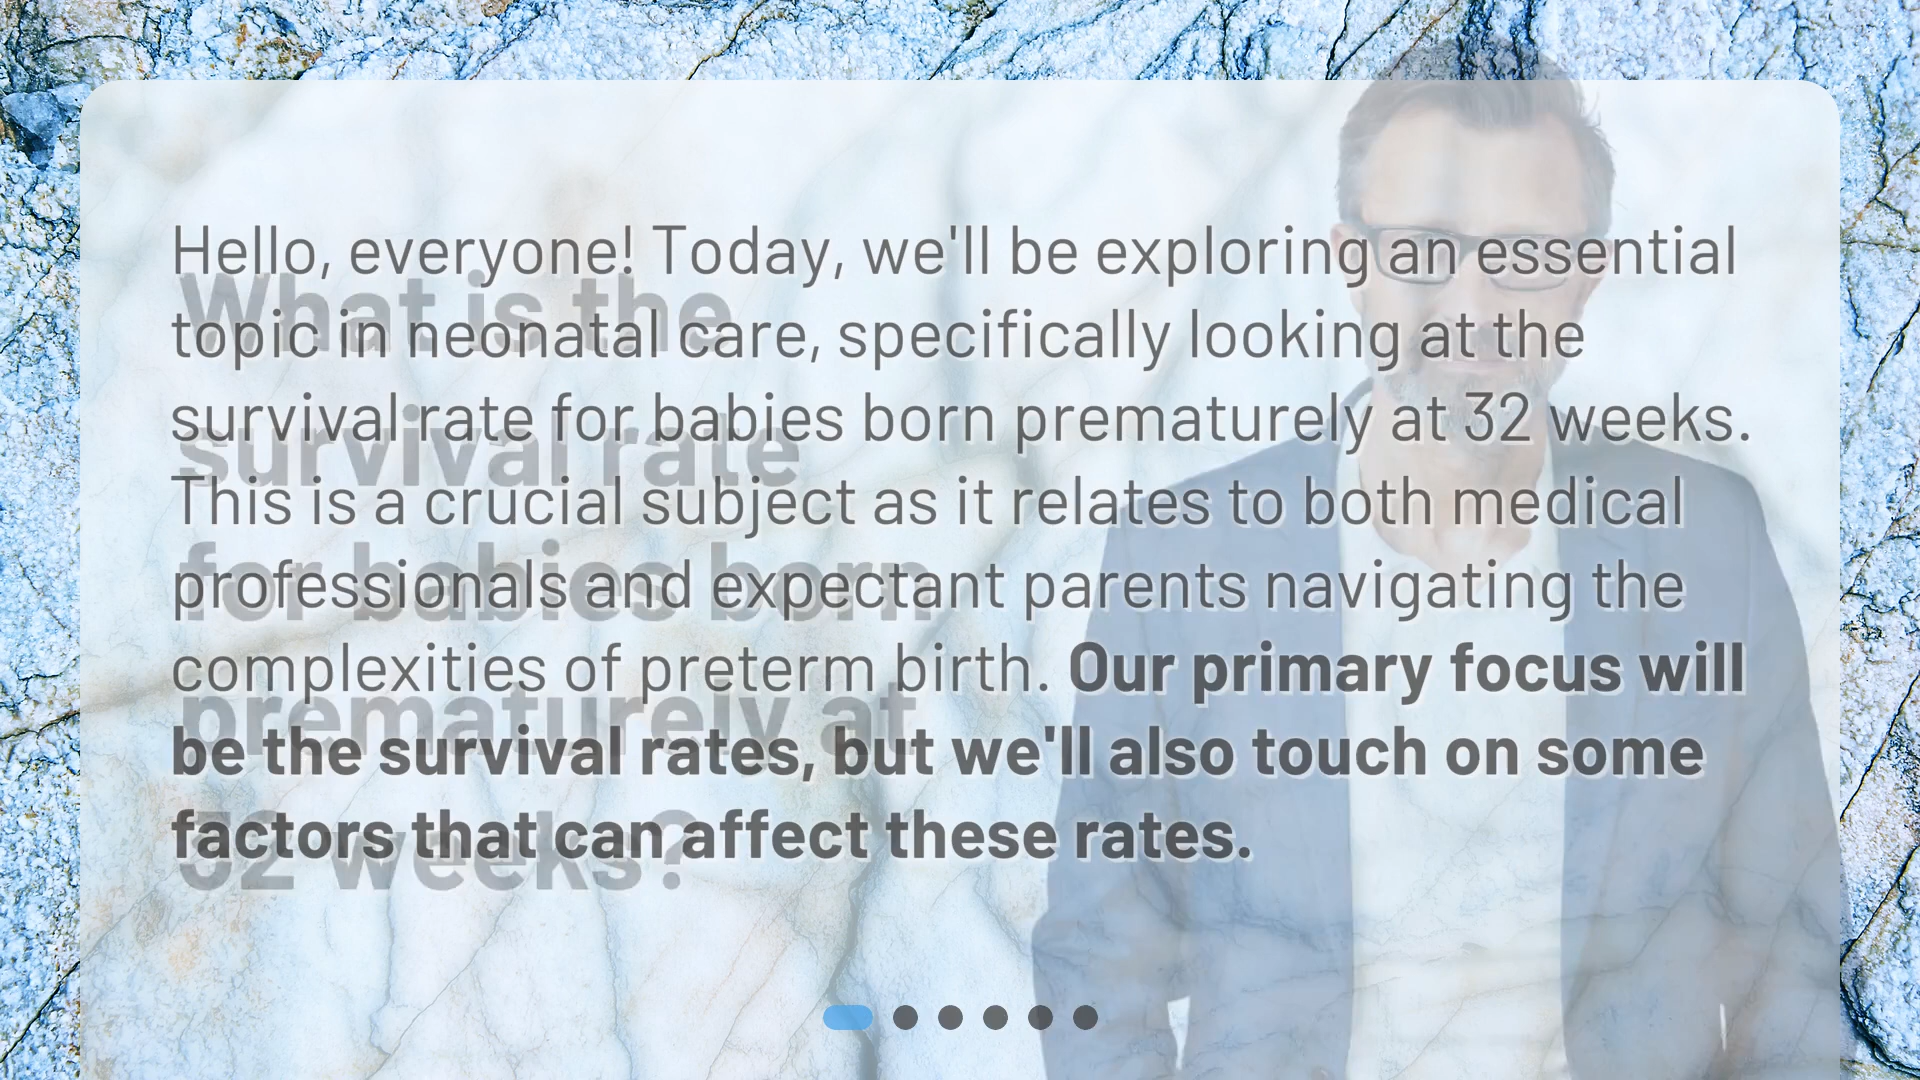 Hello, everyone! Today, we'll be exploring an essential
topic in neonatal care, specifically looking at the
survival rate for babies born prematurely at 32 weeks.
This is a crucial subject as it relates to both medical
professionals and expectant parents navigating the
complexities of preterm birth. Our primary focus will
be the survival rates, but we'll also touch on some
factors that can affect these rates.
What is the
survival rate
for babies born
prematurely at
32 weeks?